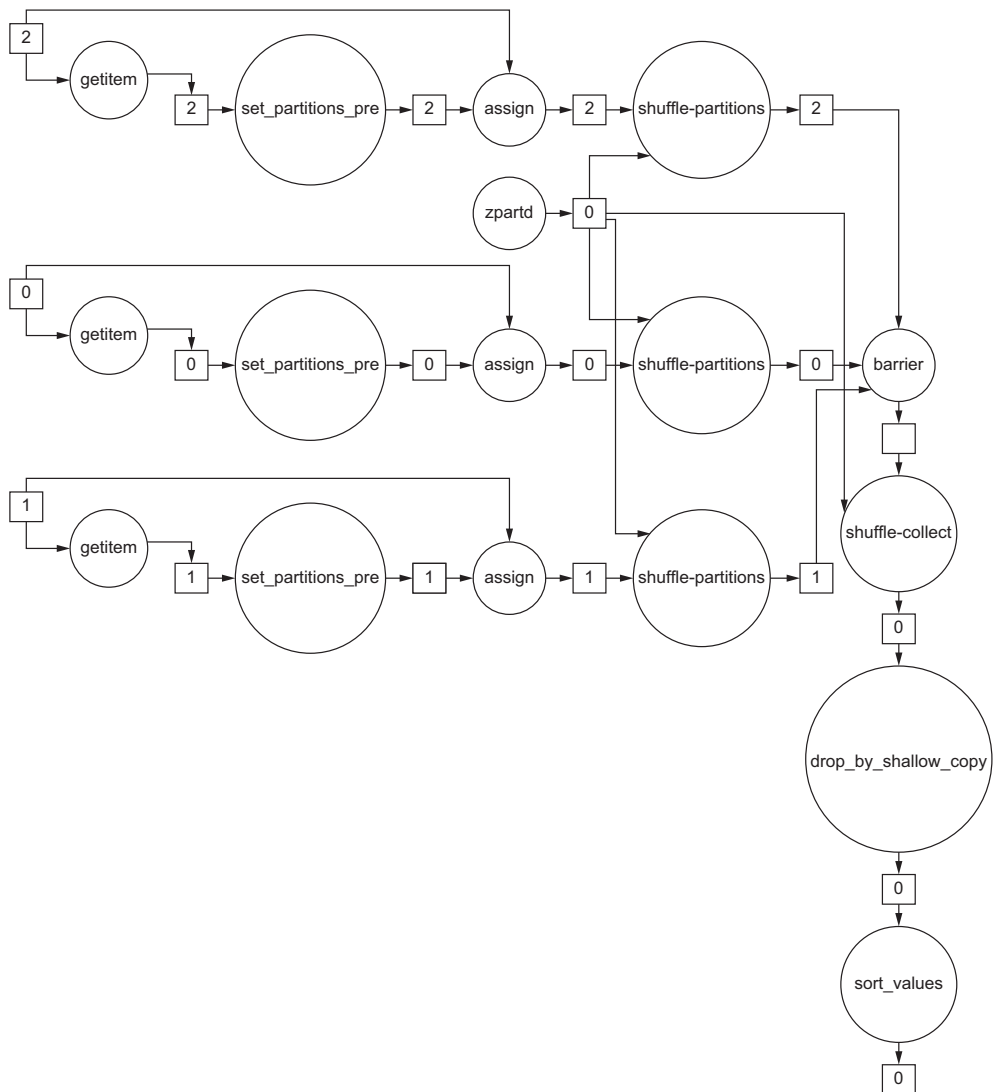 2
getitem
2
set_partitions_pre
2
assign
2
shuffle-partitions
2
zpartd
0
0
getitem
0
set_partitions_pre
0
assign
0
shuffle-partitions
0
barrier
1
getitem
1
set_partitions_pre
1
assign
1
shuffle-partitions
1
shuffle-collect
0
drop_by_shallow_copy
0
sort_values
0